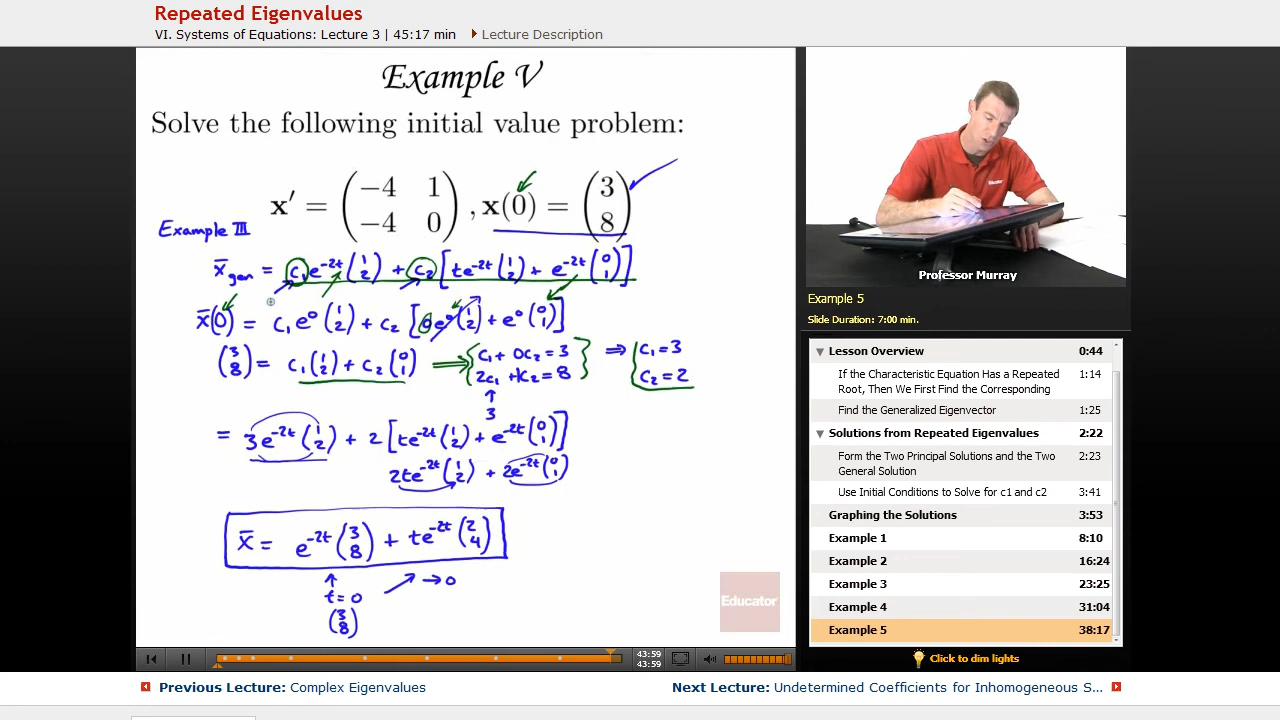 Repeated Eigenvalues
VI. Systems of Equations: Lecture 3 | 45:17 min
Lecture Description
Example V
Solve the following initial value problem:
x′ = (−4 1; −4 0), x(0) = (3; 8)
Example III
x̄gen = c₁e^-2t (1; 2) + c₂ [te^-2t (1; 2) + e^-2t (0; 1)]
x̄(0) = c₁e^0 (1; 2) + c₂ [0e^0 (1; 2) + e^0 (0; 1)]
(3; 8) = c₁ (1; 2) + c₂ (0; 1) ⇒ { c₁ + 0c₂ = 3 } ⇒ { c₁ = 3
2c₁ + 1c₂ = 8 c₂ = 2
↑
3
= 3e^-2t (1; 2) + 2 [te^-2t (1; 2) + e^-2t (0; 1)]
2te^-2t (1; 2) + 2e^-2t (0; 1)
x̄ = e^-2t (3; 8) + te^-2t (2; 4)
↑ → 0
t = 0
(3; 8)
Educator
Professor Murray
Example 5
Slide Duration: 7:00 min.
Lesson Overview 0:44
If the Characteristic Equation Has a Repeated 1:14
Root, Then We First Find the Corresponding
Find the Generalized Eigenvector 1:25
Solutions from Repeated Eigenvalues 2:22
Form the Two Principal Solutions and the Two 2:23
General Solution
Use Initial Conditions to Solve for c1 and c2 3:41
Graphing the Solutions 3:53
Example 1 8:10
Example 2 16:24
Example 3 23:25
Example 4 31:04
Example 5 38:17
43:59
43:59
Click to dim lights
Previous Lecture: Complex Eigenvalues
Next Lecture: Undetermined Coefficients for Inhomogeneous S...